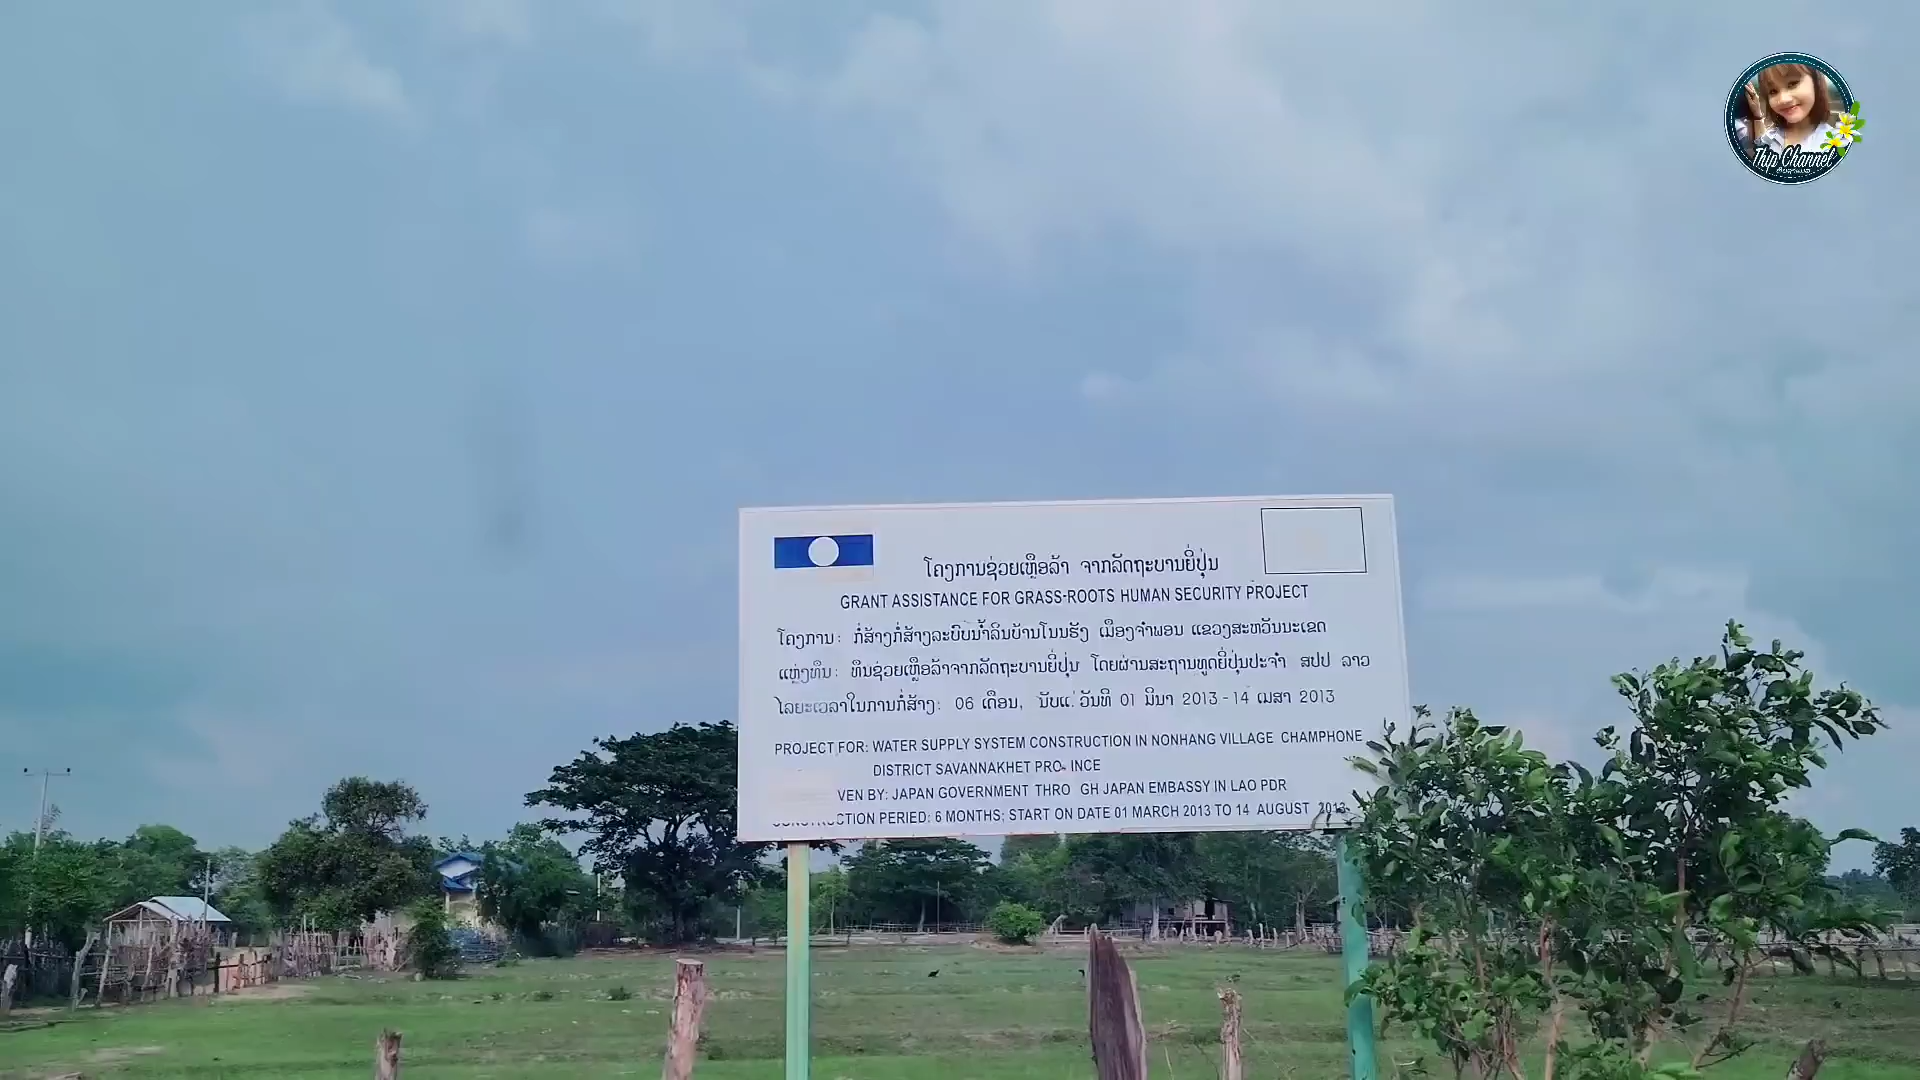 Thip Channel
ໂຄງການຊ່ວຍເຫຼືອລ້າ ຈາກລັດຖະບານຍີ່ປຸ່ນ
GRANT ASSISTANCE FOR GRASS-ROOTS HUMAN SECURITY PROJECT
ໂຄງການ: ກໍ່ສ້າງກໍ່ສ້າງລະບົບນ້ຳລິນບ້ານໂນນຮັງ ເມືອງຈຳພອນ ແຂວງສະຫວັນນະເຂດ
ແຫຼ່ງທຶນ: ທຶນຊ່ວຍເຫຼືອລ້າຈາກລັດຖະບານຍີ່ປຸ່ນ ໂດຍຜ່ານສະຖານທູດຍີ່ປຸ່ນປະຈຳ ສປປ ລາວ
ໂລຍະເວລາໃນການກໍ່ສ້າງ: 06 ເດືອນ, ນັບແ. ວັນທີ 01 ມີນາ 2013 - 14 ເມສາ 2013
PROJECT FOR: WATER SUPPLY SYSTEM CONSTRUCTION IN NONHANG VILLAGE CHAMPHONE
DISTRICT SAVANNAKHET PRO INCE
VEN BY: JAPAN GOVERNMENT THRO GH JAPAN EMBASSY IN LAO PDR
CONSTRUCTION PERIED: 6 MONTHS; START ON DATE 01 MARCH 2013 TO 14 AUGUST 2013